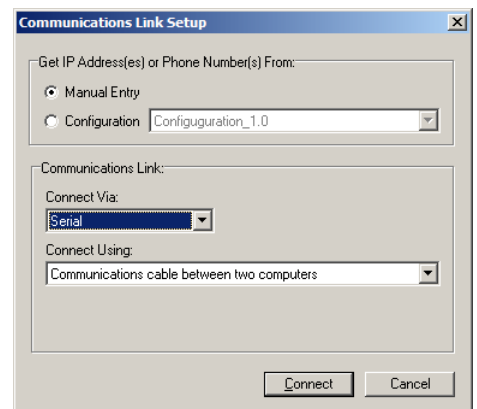 Communications Link Setup
Get IP Address(es) or Phone Number(s) From:
Manual Entry
Configuration Configuguration_1.0
Communications Link:
Connect Via:
Serial
Connect Using:
Communications cable between two computers
Connect Cancel